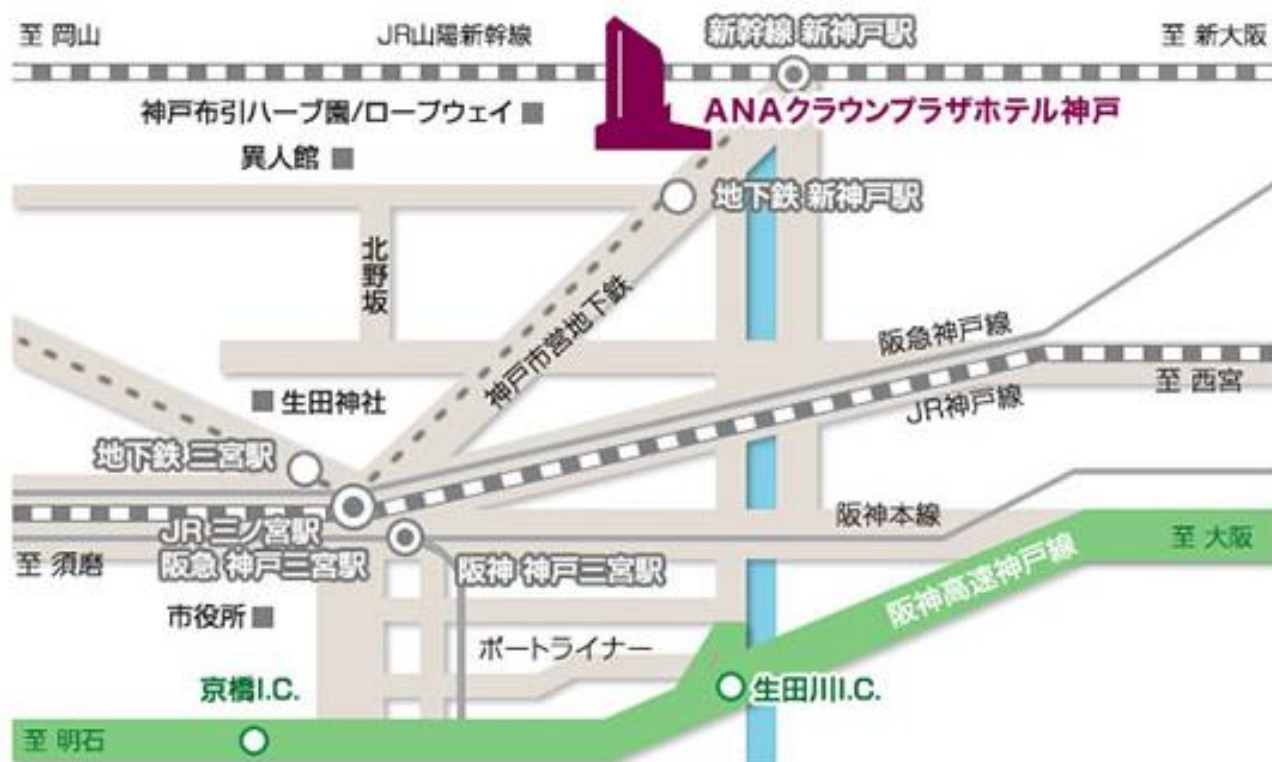 至 岡山
JR山陽新幹線
新幹線 新神戸駅
至 新大阪
神戸布引ハーブ園/ロープウェイ
ANAクラウンプラザホテル神戸
異人館
地下鉄 新神戸駅
北野坂
神戸市営地下鉄
阪急神戸線
至 西宮
生田神社
JR神戸線
地下鉄 三宮駅
阪神本線
JR 三ノ宮駅
至 大阪
至 須磨
阪急 神戸三宮駅
阪神 神戸三宮駅
阪神高速神戸線
市役所
ポートライナー
京橋I.C.
生田川I.C.
至 明石